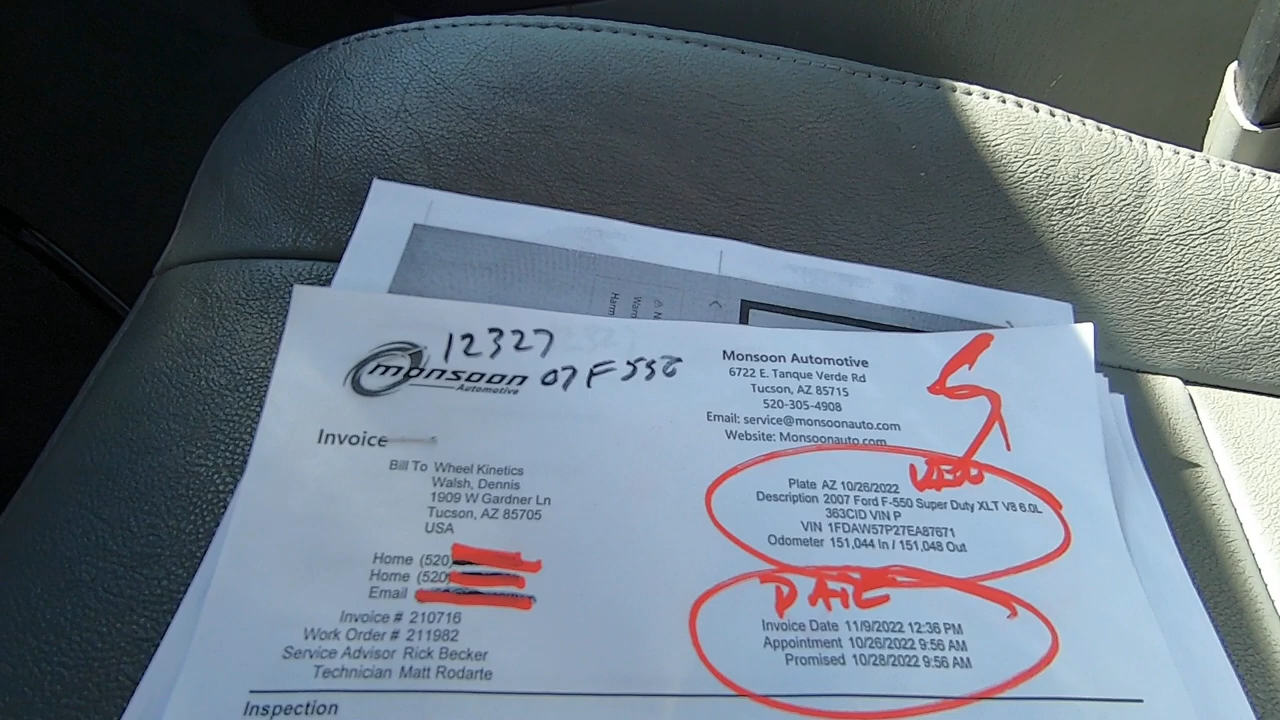 12327
monsoon
Automotive
07 F550
Invoice
Bill To Wheel Kinetics
Walsh, Dennis
1909 W Gardner Ln
Tucson, AZ 85705
USA
Home (520)
Home (520)
Email
Invoice # 210716
Work Order # 211982
Service Advisor Rick Becker
Technician Matt Rodarte
Monsoon Automotive
6722 E. Tanque Verde Rd
Tucson, AZ 85715
520-305-4908
Email: service@monsoonauto.com
Website: Monsoonauto.com
Plate AZ 10/26/2022
Description 2007 Ford F-550 Super Duty XLT V8 6.0L
363CID VIN P
VIN 1FDAW57P27EA87671
Odometer 151,044 In / 151,048 Out
DATE
Invoice Date 11/9/2022 12:36 PM
Appointment 10/26/2022 9:56 AM
Promised 10/28/2022 9:56 AM
Inspection